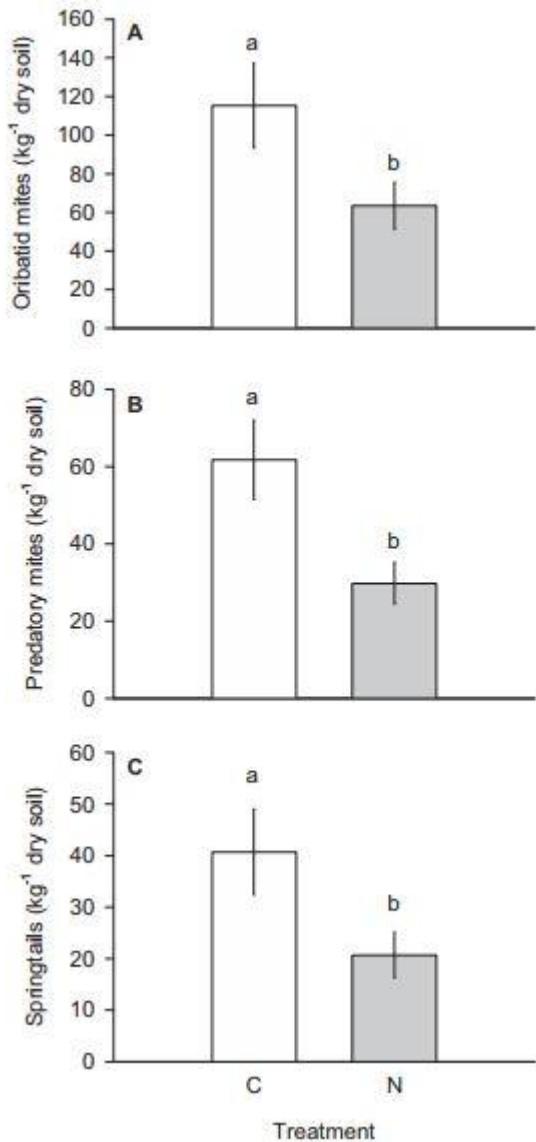 160
140
120
100
80
60
40
20
0
Oribatid mites (kg⁻¹ dry soil)
A
a
b
80
60
40
20
0
Predatory mites (kg⁻¹ dry soil)
B
a
b
60
50
40
30
20
10
0
Springtails (kg⁻¹ dry soil)
C
a
b
C N
Treatment